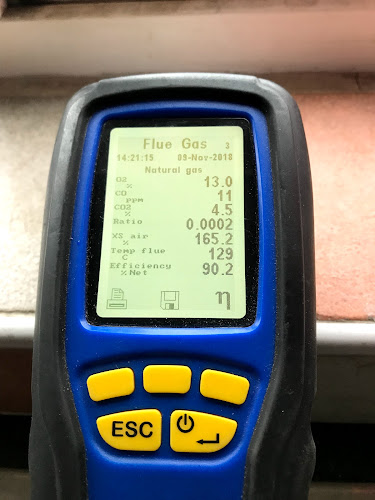 Flue Gas 3
14:21:15 09-Nov-2018
Natural gas
O2 % 13.0
CO ppm 11
CO2 % 4.5
Ratio 0.0002
XS air % 165.2
Temp flue C 129
Efficiency % Net 90.2
η
ESC